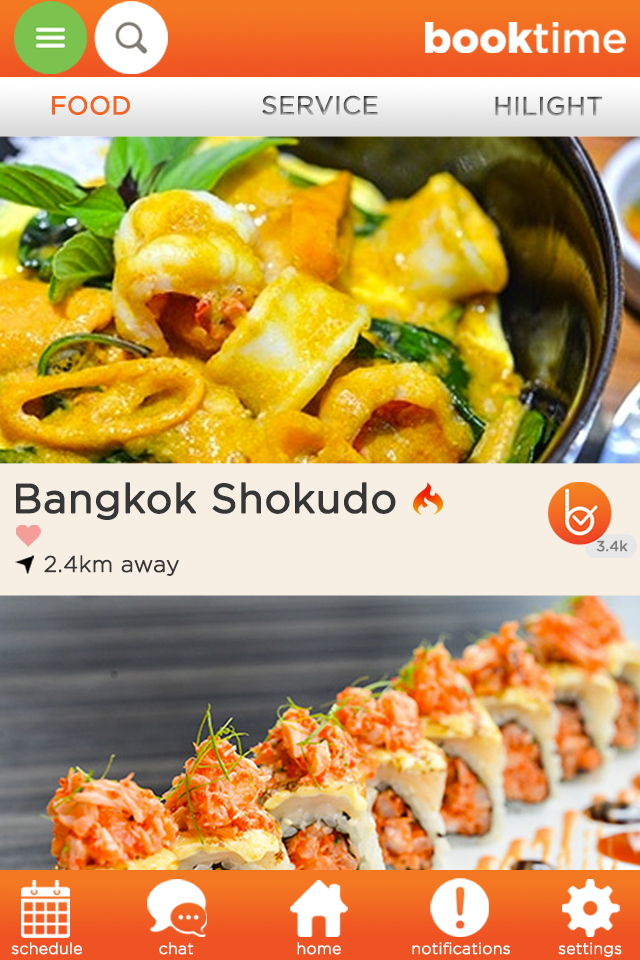 booktime
FOOD SERVICE HILIGHT
Bangkok Shokudo
3.4k
2.4km away
schedule chat home notifications settings